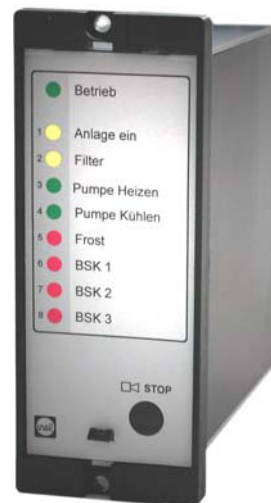 Betrieb
1 Anlage ein
2 Filter
3 Pumpe Heizen
4 Pumpe Kühlen
5 Frost
6 BSK 1
7 BSK 2
8 BSK 3
STOP